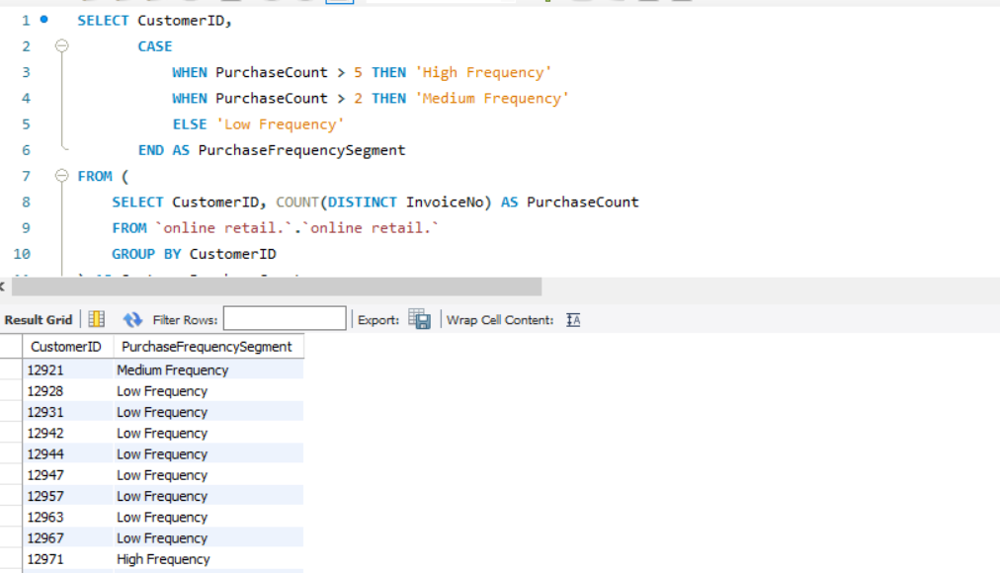 1 SELECT CustomerID,
2 CASE
3 WHEN PurchaseCount > 5 THEN 'High Frequency'
4 WHEN PurchaseCount > 2 THEN 'Medium Frequency'
5 ELSE 'Low Frequency'
6 END AS PurchaseFrequencySegment
7 FROM (
8 SELECT CustomerID, COUNT(DISTINCT InvoiceNo) AS PurchaseCount
9 FROM `online retail.`.`online retail.`
10 GROUP BY CustomerID
Result Grid Filter Rows: Export: Wrap Cell Content:
CustomerID PurchaseFrequencySegment
12921 Medium Frequency
12928 Low Frequency
12931 Low Frequency
12942 Low Frequency
12944 Low Frequency
12947 Low Frequency
12957 Low Frequency
12963 Low Frequency
12967 Low Frequency
12971 High Frequency